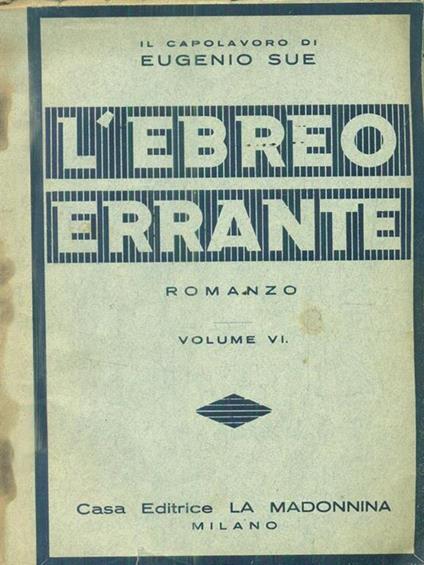 IL CAPOLAVORO DI
EUGENIO SUE
L'EBREO
ERRANTE
ROMANZO
VOLUME VI.
Casa Editrice LA MADONNINA
MILANO